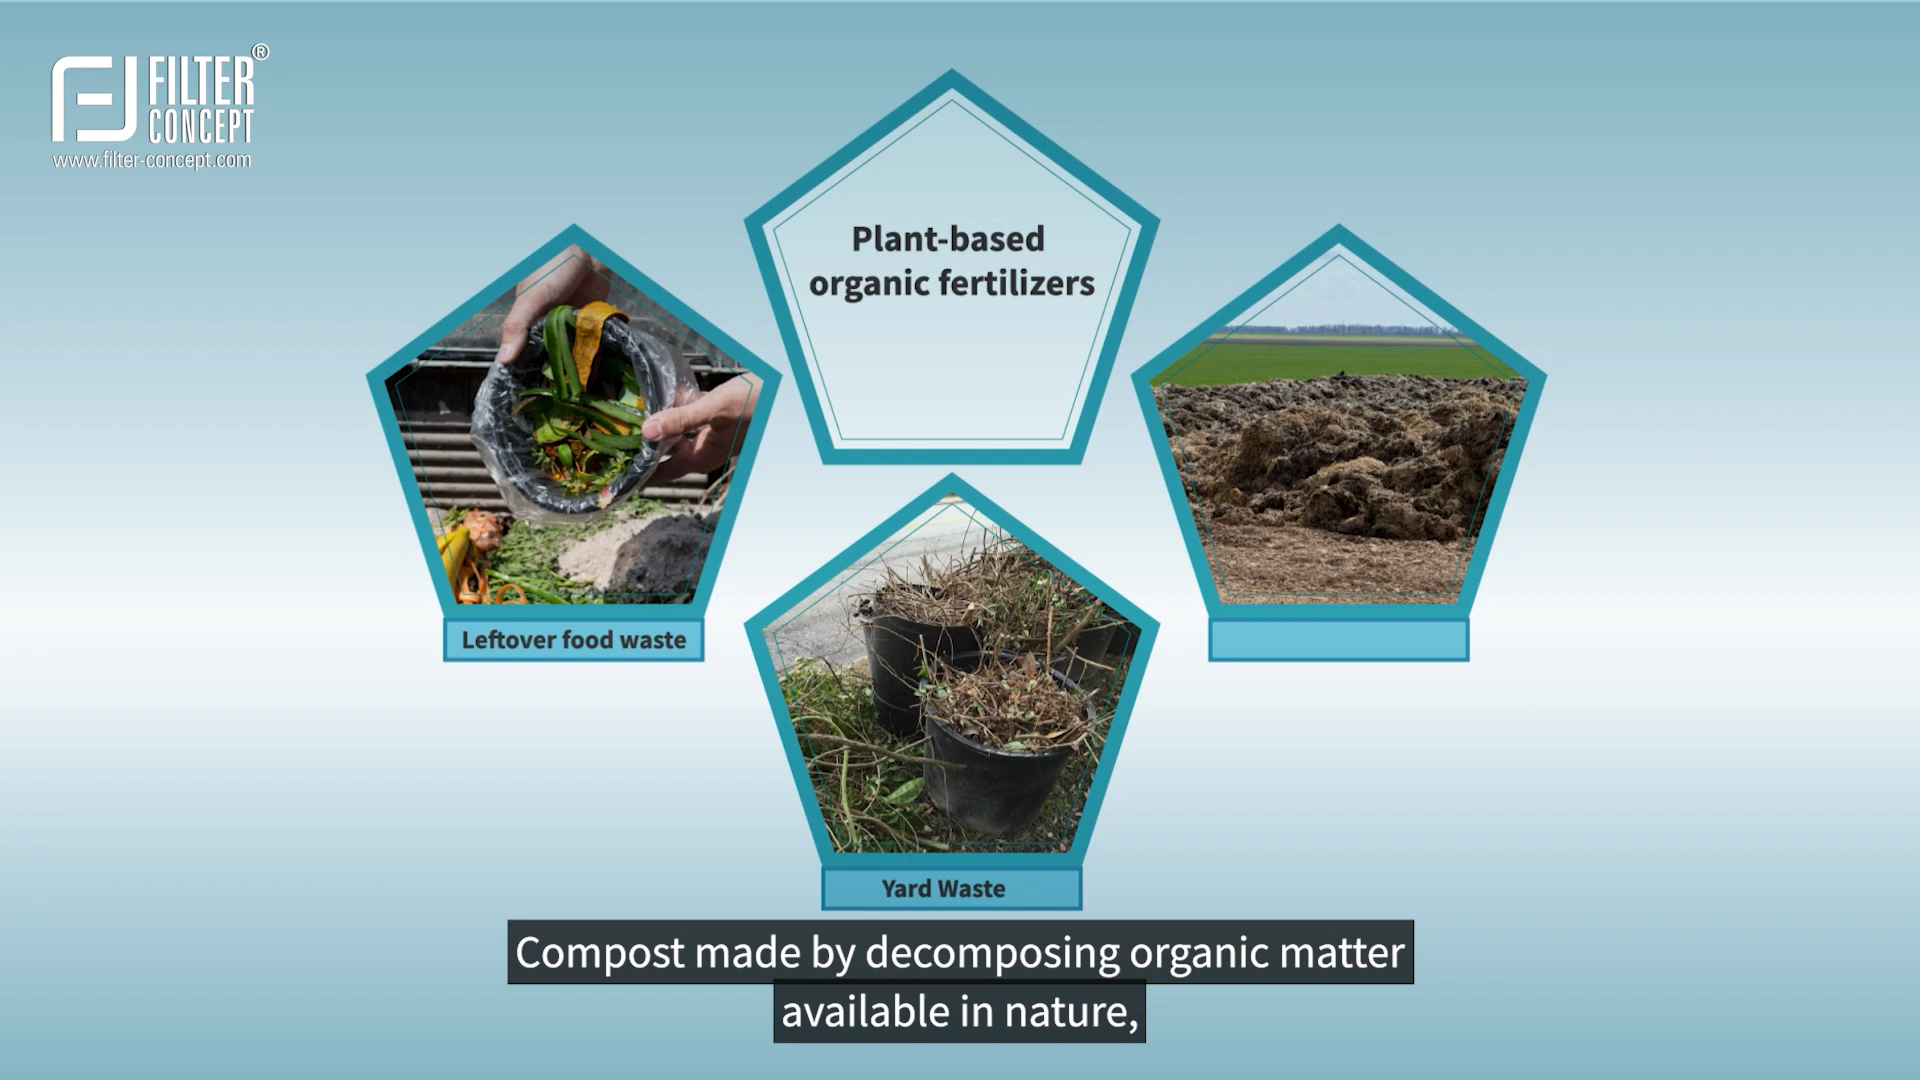 FILTER
CONCEPT
®
www.filter-concept.com
Plant-based
organic fertilizers
Leftover food waste
Yard Waste
Compost made by decomposing organic matter
available in nature,